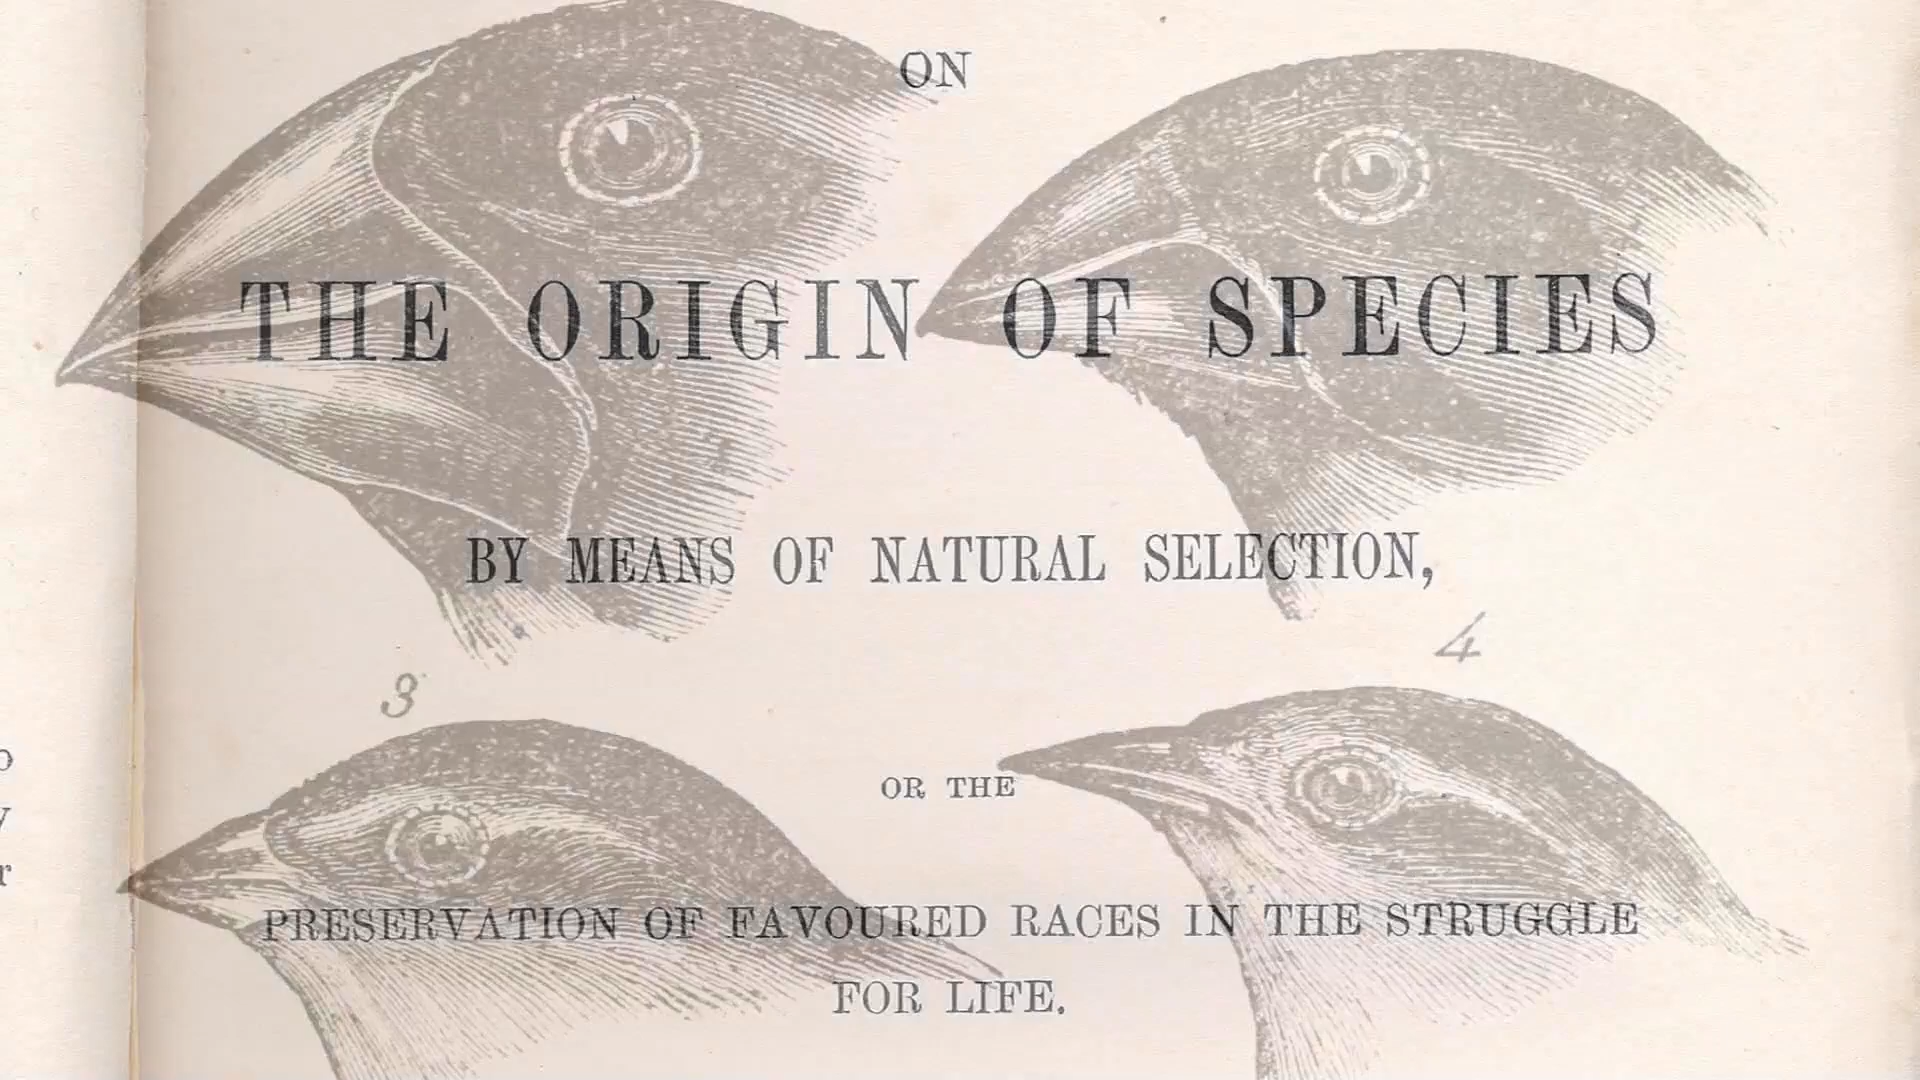 ON
THE ORIGIN OF SPECIES
BY MEANS OF NATURAL SELECTION,
4
3
OR THE
PRESERVATION OF FAVOURED RACES IN THE STRUGGLE
FOR LIFE.